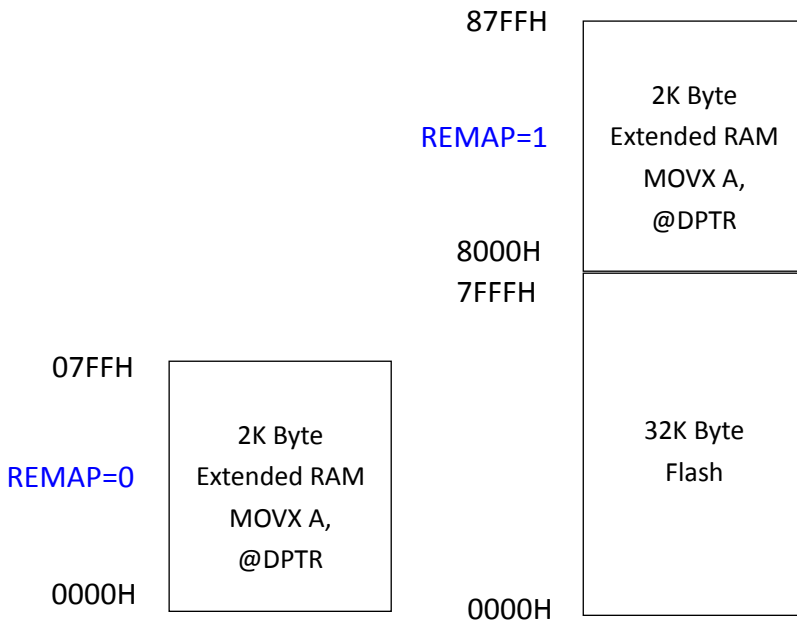 87FFH
2K Byte
REMAP=1
Extended RAM
MOVX A,
@DPTR
8000H
7FFFH
07FFH
2K Byte
REMAP=0
Extended RAM
MOVX A,
@DPTR
0000H
32K Byte
Flash
0000H